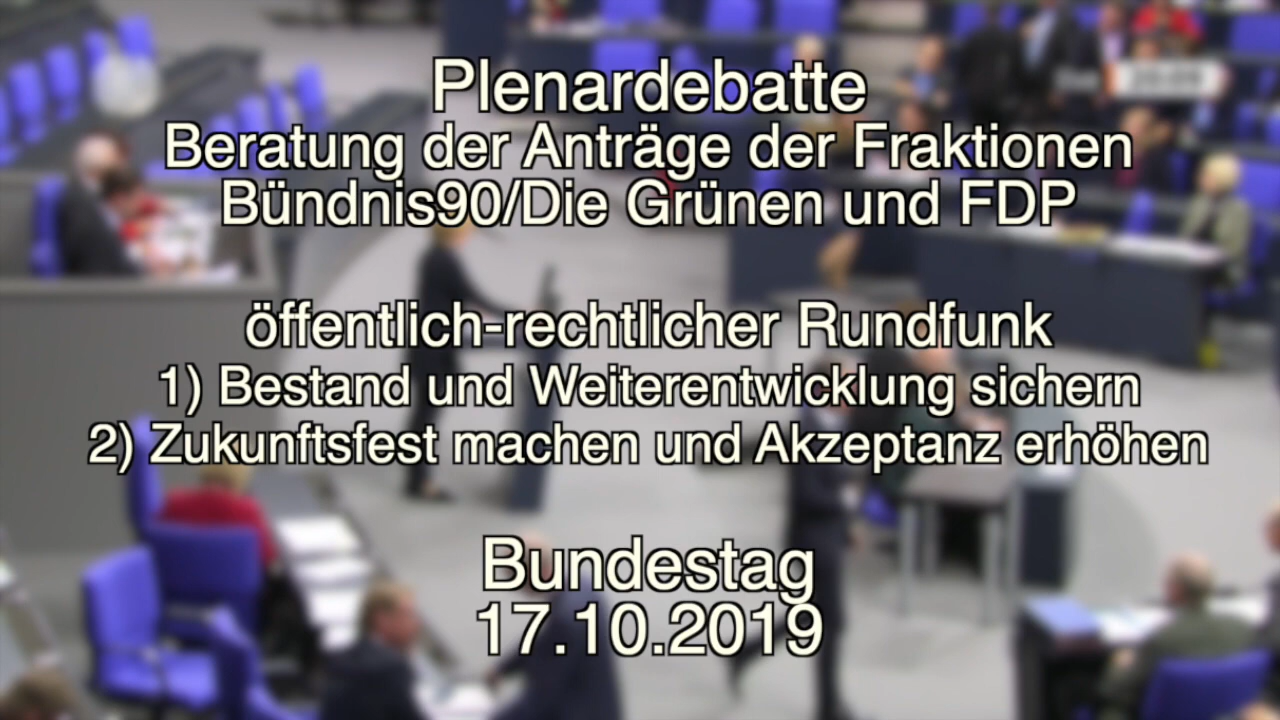 Plenardebatte
Beratung der Anträge der Fraktionen
Bündnis90/Die Grünen und FDP
öffentlich-rechtlicher Rundfunk
1) Bestand und Weiterentwicklung sichern
2) Zukunftsfest machen und Akzeptanz erhöhen
Bundestag
17.10.2019